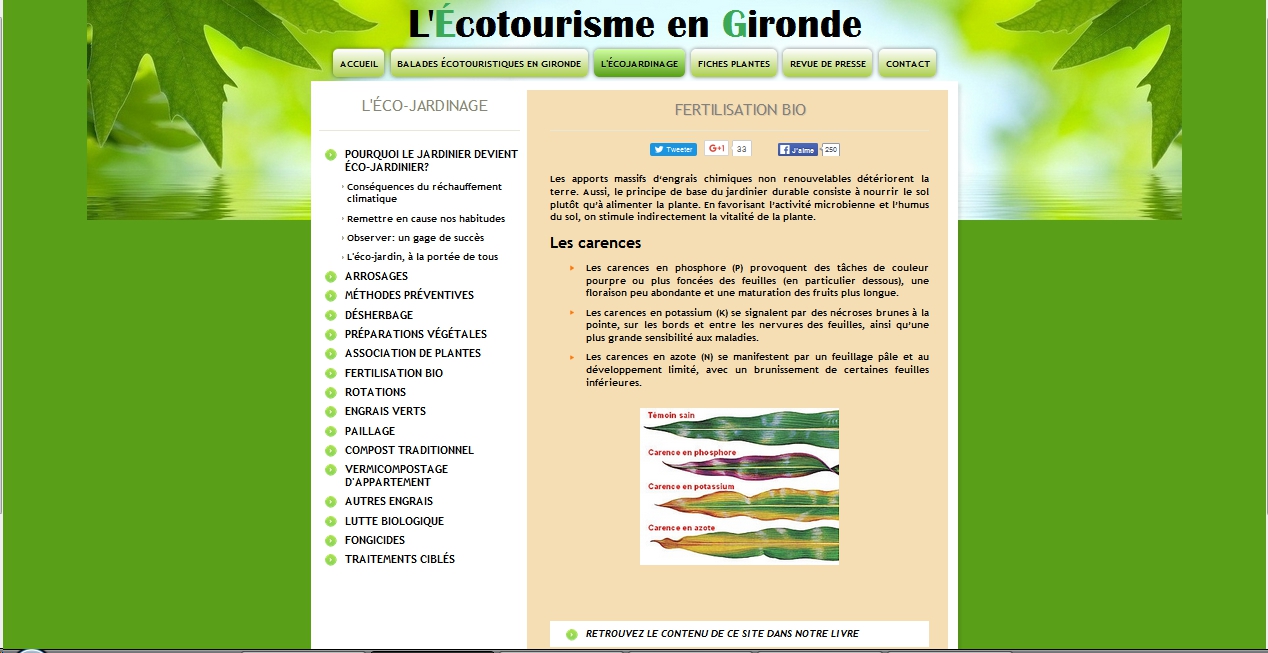 L'Écotourisme en Gironde
ACCUEIL
BALADES ÉCOTOURISTIQUES EN GIRONDE
L'ÉCOJARDINAGE
FICHES PLANTES
REVUE DE PRESSE
CONTACT
L'ÉCO-JARDINAGE
POURQUOI LE JARDINIER DEVIENT
ÉCO-JARDINIER?
Conséquences du réchauffement
climatique
Remettre en cause nos habitudes
Observer: un gage de succès
L'éco-jardin, à la portée de tous
ARROSAGES
MÉTHODES PRÉVENTIVES
DÉSHERBAGE
PRÉPARATIONS VÉGÉTALES
ASSOCIATION DE PLANTES
FERTILISATION BIO
ROTATIONS
ENGRAIS VERTS
PAILLAGE
COMPOST TRADITIONNEL
VERMICOMPOSTAGE
D'APPARTEMENT
AUTRES ENGRAIS
LUTTE BIOLOGIQUE
FONGICIDES
TRAITEMENTS CIBLÉS
FERTILISATION BIO
Tweeter
G+1
33
J'aime
250
Les apports massifs d'engrais chimiques non renouvelables détériorent la
terre. Aussi, le principe de base du jardinier durable consiste à nourrir le sol
plutôt qu'à alimenter la plante. En favorisant l'activité microbienne et l'humus
du sol, on stimule indirectement la vitalité de la plante.
Les carences
Les carences en phosphore (P) provoquent des tâches de couleur
pourpre ou plus foncées des feuilles (en particulier dessous), une
floraison peu abondante et une maturation des fruits plus longue.
Les carences en potassium (K) se signalent par des nécroses brunes à la
pointe, sur les bords et entre les nervures des feuilles, ainsi qu'une
plus grande sensibilité aux maladies.
Les carences en azote (N) se manifestent par un feuillage pâle et au
développement limité, avec un brunissement de certaines feuilles
inférieures.
Témoin sain
Carence en phosphore
Carence en potassium
Carence en azote
RETROUVEZ LE CONTENU DE CE SITE DANS NOTRE LIVRE